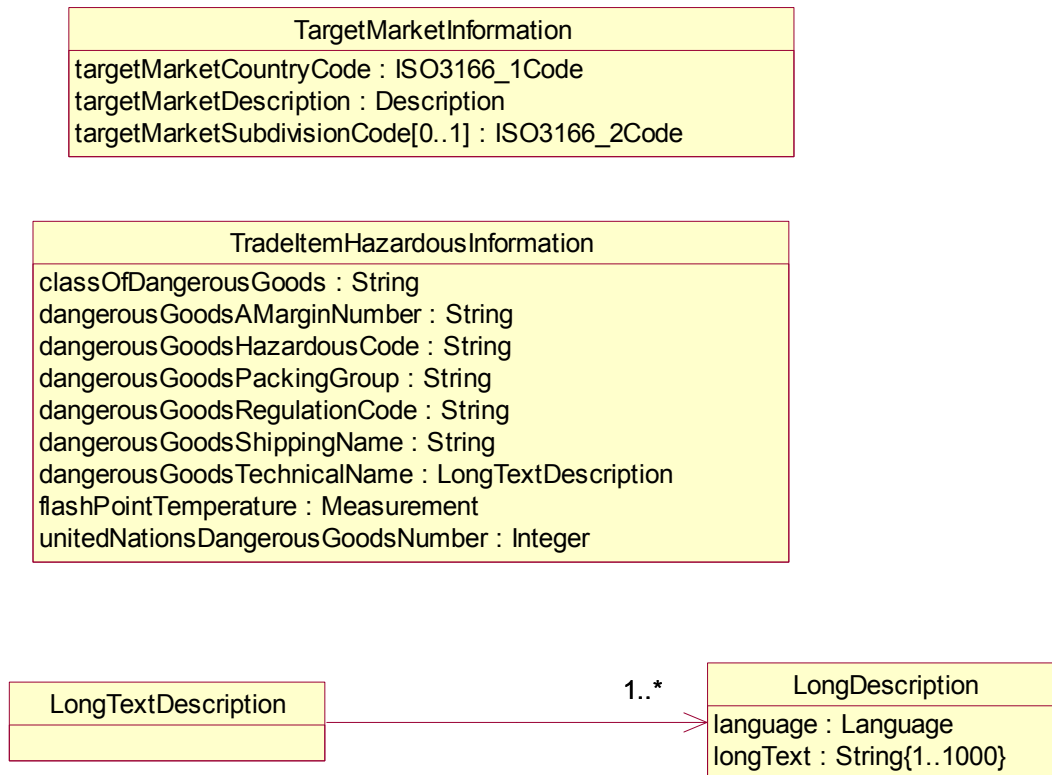 TargetMarketInformation
targetMarketCountryCode : ISO3166_1Code
targetMarketDescription : Description
targetMarketSubdivisionCode[0..1] : ISO3166_2Code
TradeItemHazardousInformation
classOfDangerousGoods : String
dangerousGoodsAMarginNumber : String
dangerousGoodsHazardousCode : String
dangerousGoodsPackingGroup : String
dangerousGoodsRegulationCode : String
dangerousGoodsShippingName : String
dangerousGoodsTechnicalName : LongTextDescription
flashPointTemperature : Measurement
unitedNationsDangerousGoodsNumber : Integer
LongTextDescription
1..*
LongDescription
language : Language
longText : String{1..1000}